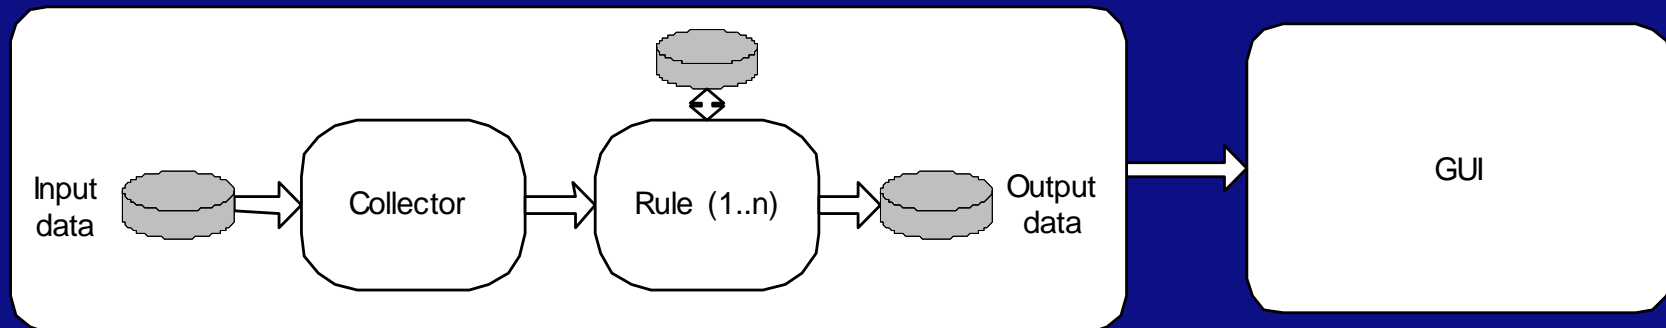 Input
data
Collector
Rule (1..n)
Output
data
GUI